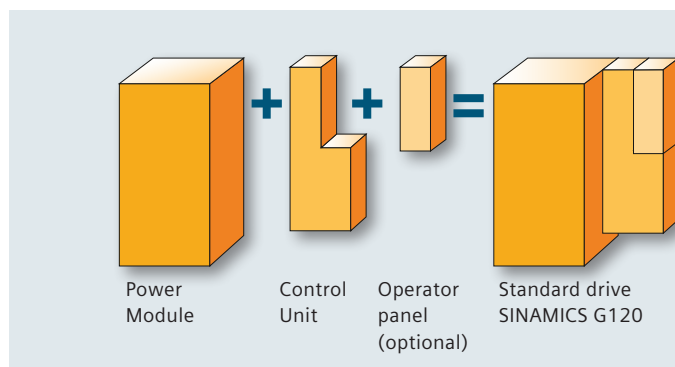 + + =
Power
Module
Control
Unit
Operator
panel
(optional)
Standard drive
SINAMICS G120